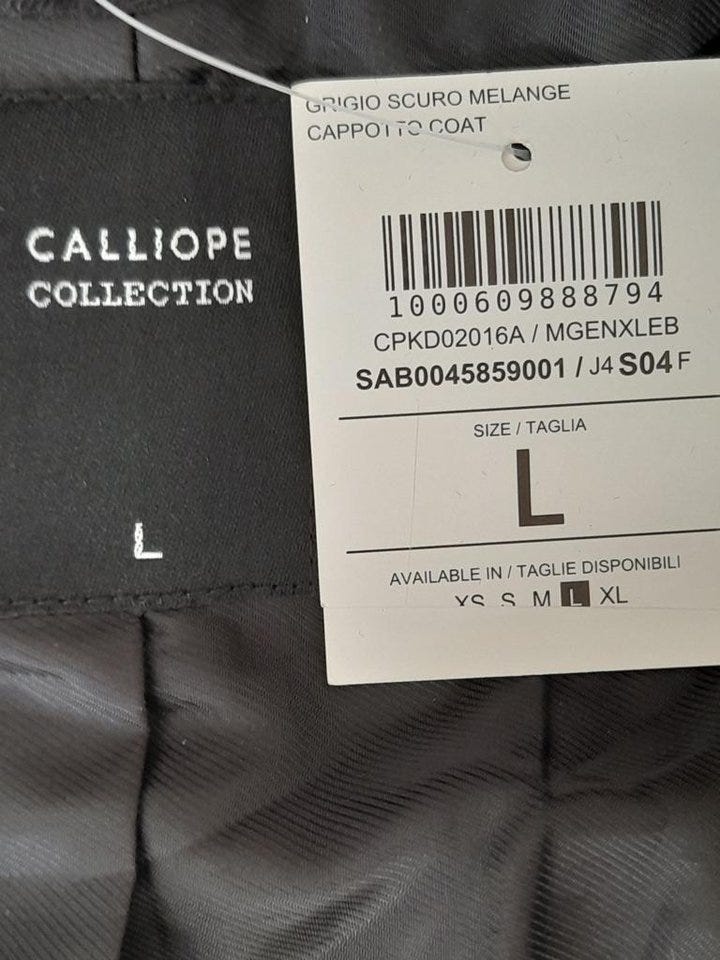 CALLIOPE
COLLECTION
L
GRIGIO SCURO MELANGE
CAPPOTTO COAT
1000609888794
CPKD02016A / MGENXLEB
SAB0045859001 / J4 S04 F
SIZE / TAGLIA
L
AVAILABLE IN / TAGLIE DISPONIBILI
XS S M L XL